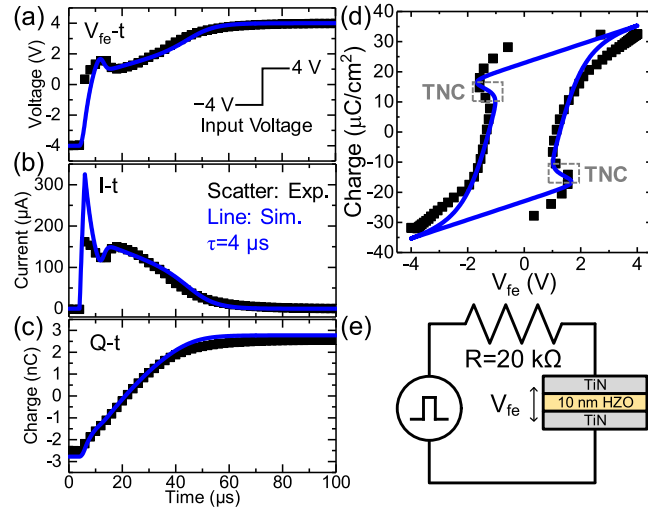 (a)
V_fe-t
4
2
0
-2
-4
Voltage (V)
4 V
−4 V
Input Voltage
(b)
I-t
300
200
100
0
Current (μA)
Scatter: Exp.
Line: Sim.
τ=4 μs
(c)
Q-t
3
2
1
0
-1
-2
-3
Charge (nC)
0 20 40 60 80 100
Time (μs)
(d)
40
30
20
10
0
-10
-20
-30
-40
Charge (μC/cm²)
TNC
TNC
-4 -2 0 2 4
V_fe (V)
(e)
R=20 kΩ
V_fe
TiN
10 nm HZO
TiN